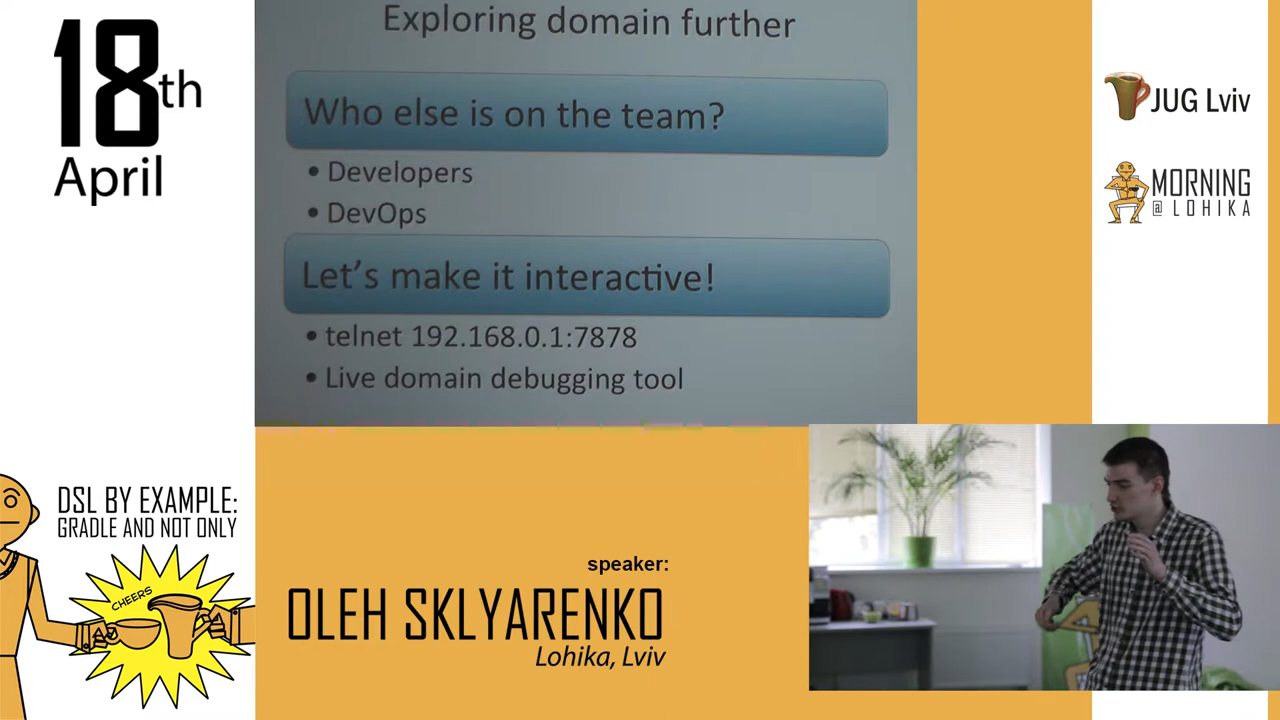 18th
April
Exploring domain further
Who else is on the team?
• Developers
• DevOps
Let's make it interactive!
• telnet 192.168.0.1:7878
• Live domain debugging tool
JUG Lviv
MORNING
@ LOHIKA
DSL BY EXAMPLE:
GRADLE AND NOT ONLY
CHEERS
speaker:
OLEH SKLYARENKO
Lohika, Lviv